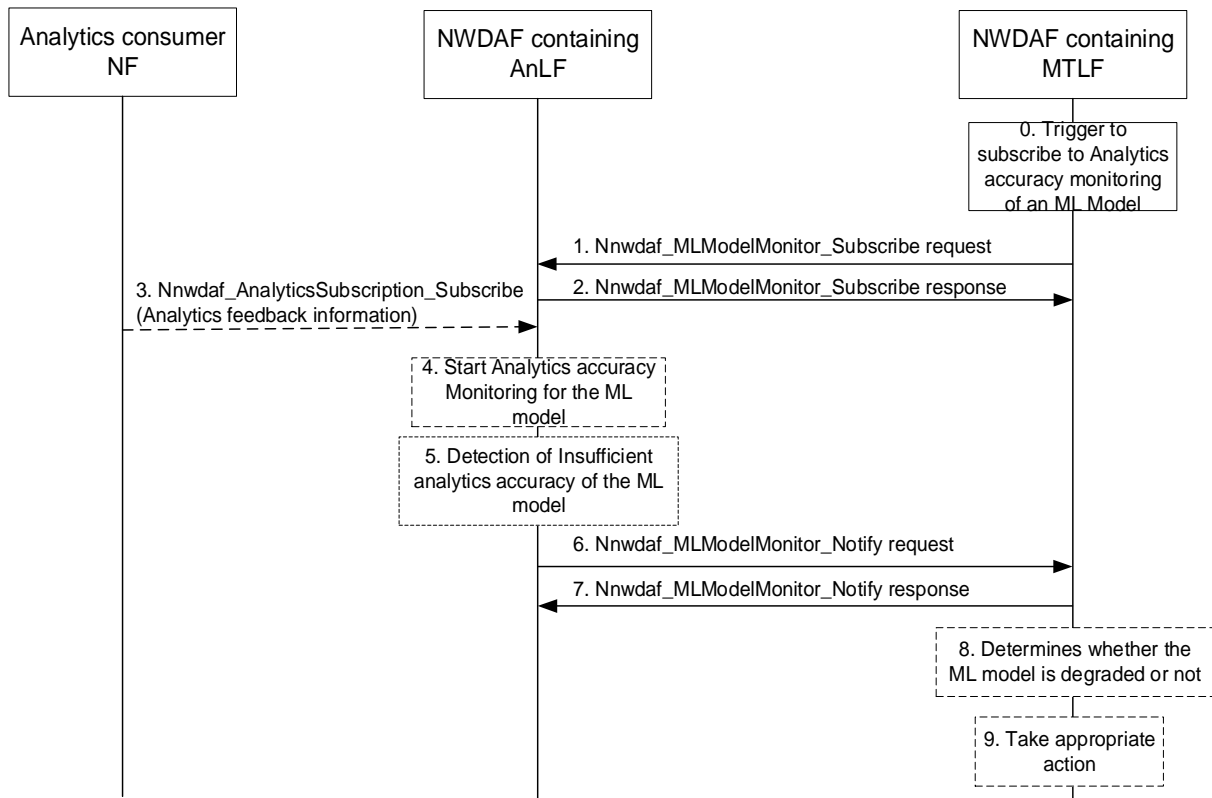 Analytics consumer
NF
NWDAF containing
AnLF
NWDAF containing
MTLF
0. Trigger to
subscribe to Analytics
accuracy monitoring
of an ML Model
1. Nnwdaf_MLModelMonitor_Subscribe request
2. Nnwdaf_MLModelMonitor_Subscribe response
3. Nnwdaf_AnalyticsSubscription_Subscribe
(Analytics feedback information)
4. Start Analytics accuracy
Monitoring for the ML
model
5. Detection of Insufficient
analytics accuracy of the ML
model
6. Nnwdaf_MLModelMonitor_Notify request
7. Nnwdaf_MLModelMonitor_Notify response
8. Determines whether the
ML model is degraded or not
9. Take appropriate
action